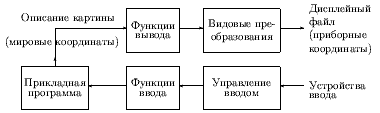 Описание картины
(мировые координаты)
Функции
вывода
Видовые пре-
образования
Дисплейный
файл
(приборные
координаты)
Прикладная
программа
Функции
ввода
Управление
вводом
Устройства
ввода